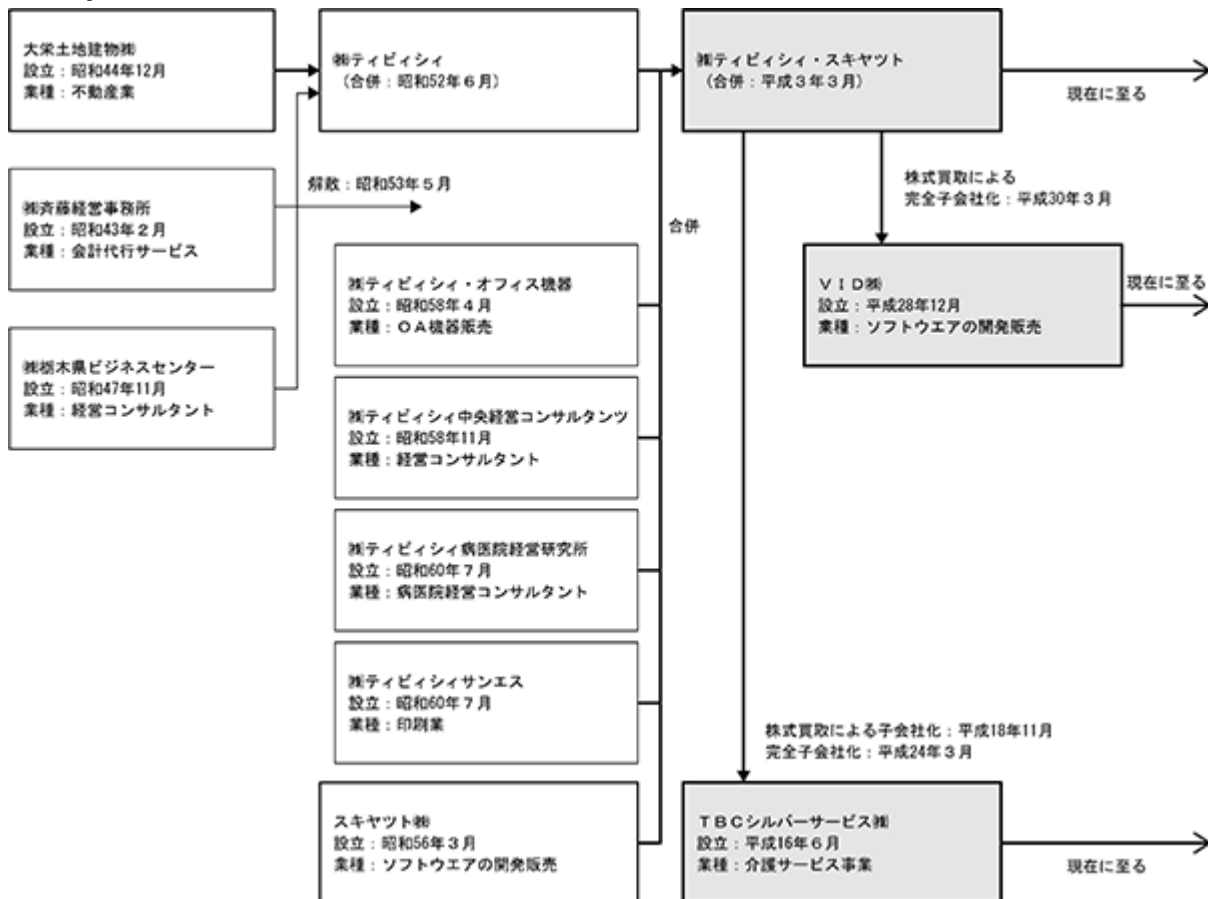 大栄土地建物㈱
設立：昭和44年12月
業種：不動産業
㈱ティビィシィ
(合併：昭和52年６月)
㈱ティビィシィ・スキヤツト
(合併：平成３年３月)
現在に至る
㈱斉藤経営事務所
設立：昭和43年２月
業種：会計代行サービス
解散：昭和53年５月
合併
株式買取による
完全子会社化：平成30年３月
㈱ティビィシィ・オフィス機器
設立：昭和58年４月
業種：ＯＡ機器販売
ＶＩＤ㈱
設立：平成28年12月
業種：ソフトウエアの開発販売
現在に至る
㈱栃木県ビジネスセンター
設立：昭和47年11月
業種：経営コンサルタント
㈱ティビィシィ中央経営コンサルタンツ
設立：昭和58年11月
業種：経営コンサルタント
㈱ティビィシィ病医院経営研究所
設立：昭和60年７月
業種：病医院経営コンサルタント
㈱ティビィシィサンエス
設立：昭和60年７月
業種：印刷業
株式買取による子会社化：平成18年11月
完全子会社化：平成24年３月
スキヤツト㈱
設立：昭和56年３月
業種：ソフトウエアの開発販売
ＴＢＣシルバーサービス㈱
設立：平成16年６月
業種：介護サービス事業
現在に至る